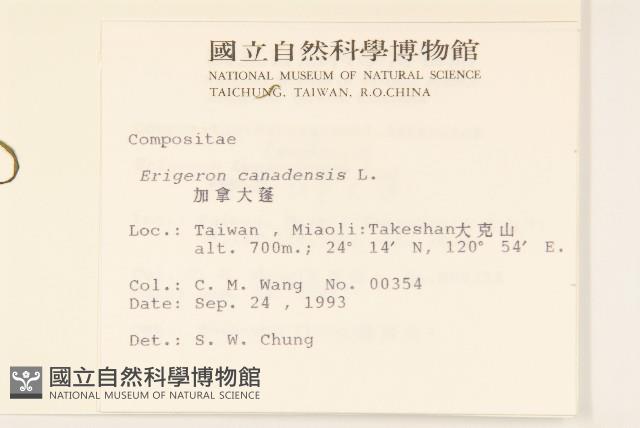 國立自然科學博物館
NATIONAL MUSEUM OF NATURAL SCIENCE
TAICHUNG, TAIWAN, R.O.CHINA
Compositae
Erigeron canadensis L.
加拿大蓬
Loc.: Taiwan , Miaoli:Takeshan大克山
alt. 700m.; 24° 14′ N, 120° 54′ E.
Col.: C. M. Wang No. 00354
Date: Sep. 24 , 1993
Det.: S. W. Chung
國立自然科學博物館
NATIONAL MUSEUM OF NATURAL SCIENCE